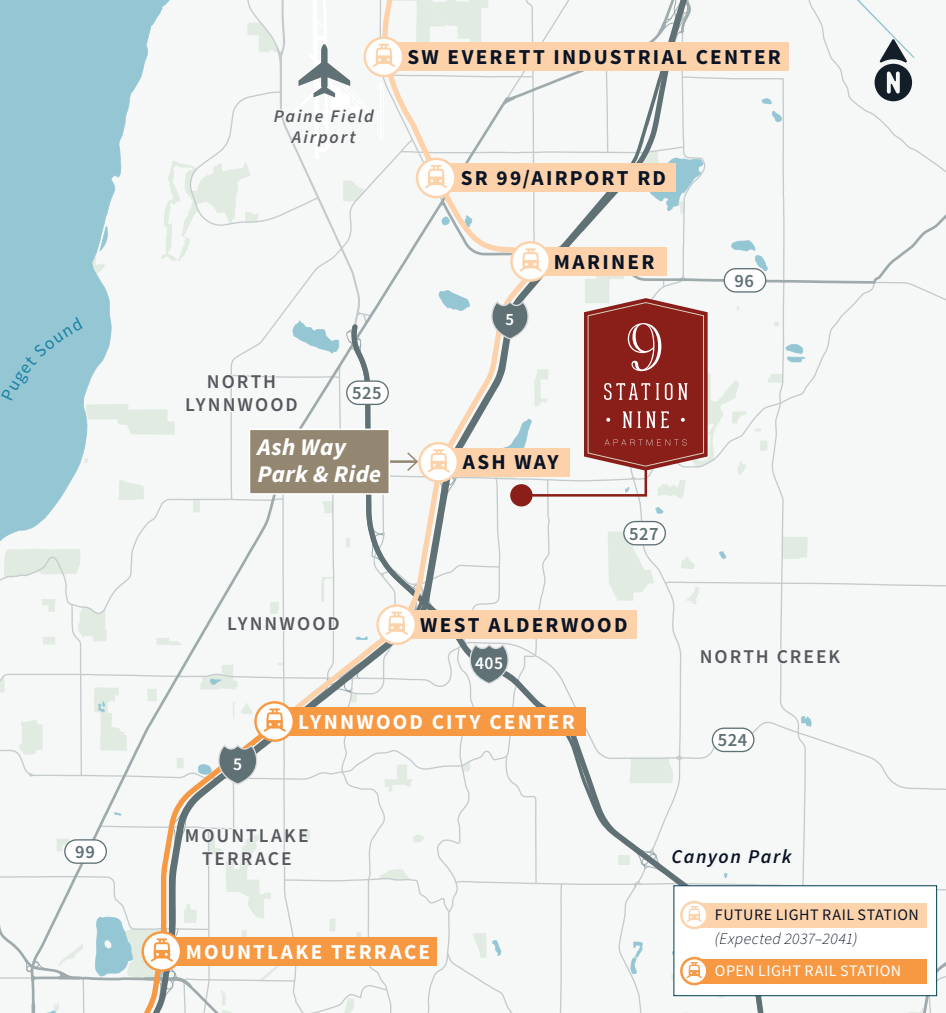 SW EVERETT INDUSTRIAL CENTER
N
Paine Field
Airport
SR 99/AIRPORT RD
MARINER
96
5
Puget Sound
9
STATION
• NINE •
APARTMENTS
NORTH
LYNNWOOD
525
Ash Way
Park & Ride
ASH WAY
527
LYNNWOOD
WEST ALDERWOOD
405
NORTH CREEK
LYNNWOOD CITY CENTER
524
5
MOUNTLAKE
TERRACE
99
Canyon Park
MOUNTLAKE TERRACE
FUTURE LIGHT RAIL STATION
(Expected 2037–2041)
OPEN LIGHT RAIL STATION